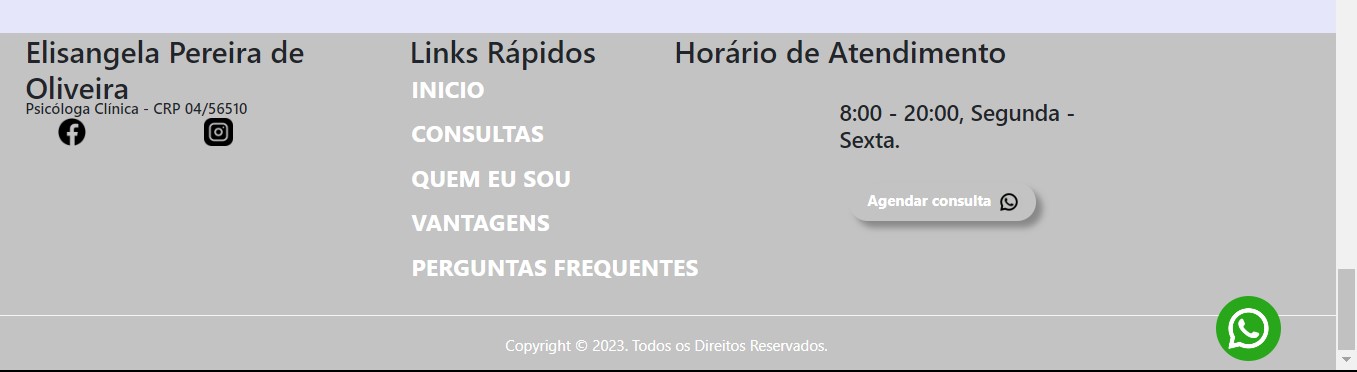 Elisangela Pereira de
Oliveira
Psicóloga Clínica - CRP 04/56510
Links Rápidos
INICIO
CONSULTAS
QUEM EU SOU
VANTAGENS
PERGUNTAS FREQUENTES
Horário de Atendimento
8:00 - 20:00, Segunda -
Sexta.
Agendar consulta
Copyright © 2023. Todos os Direitos Reservados.